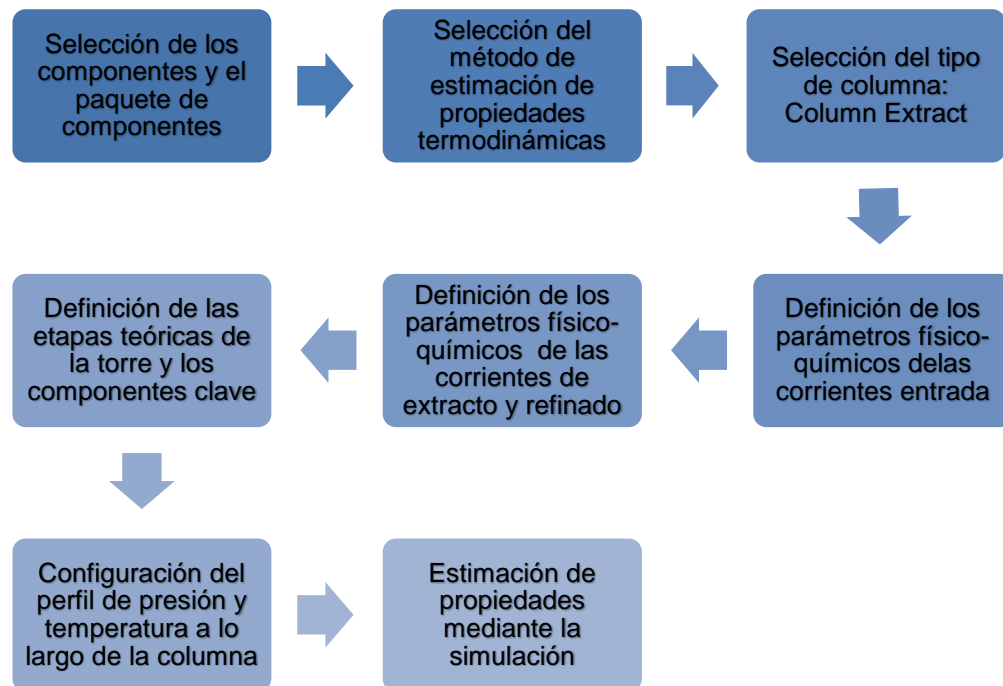 Selección de los
componentes y el
paquete de
componentes
Selección del
método de
estimación de
propiedades
termodinámicas
Selección del tipo
de columna:
Column Extract
Definición de los
parámetros físico-
químicos delas
corrientes entrada
Definición de los
parámetros físico-
químicos de las
corrientes de
extracto y refinado
Definición de las
etapas teóricas de
la torre y los
componentes clave
Configuración del
perfil de presión y
temperatura a lo
largo de la columna
Estimación de
propiedades
mediante la
simulación